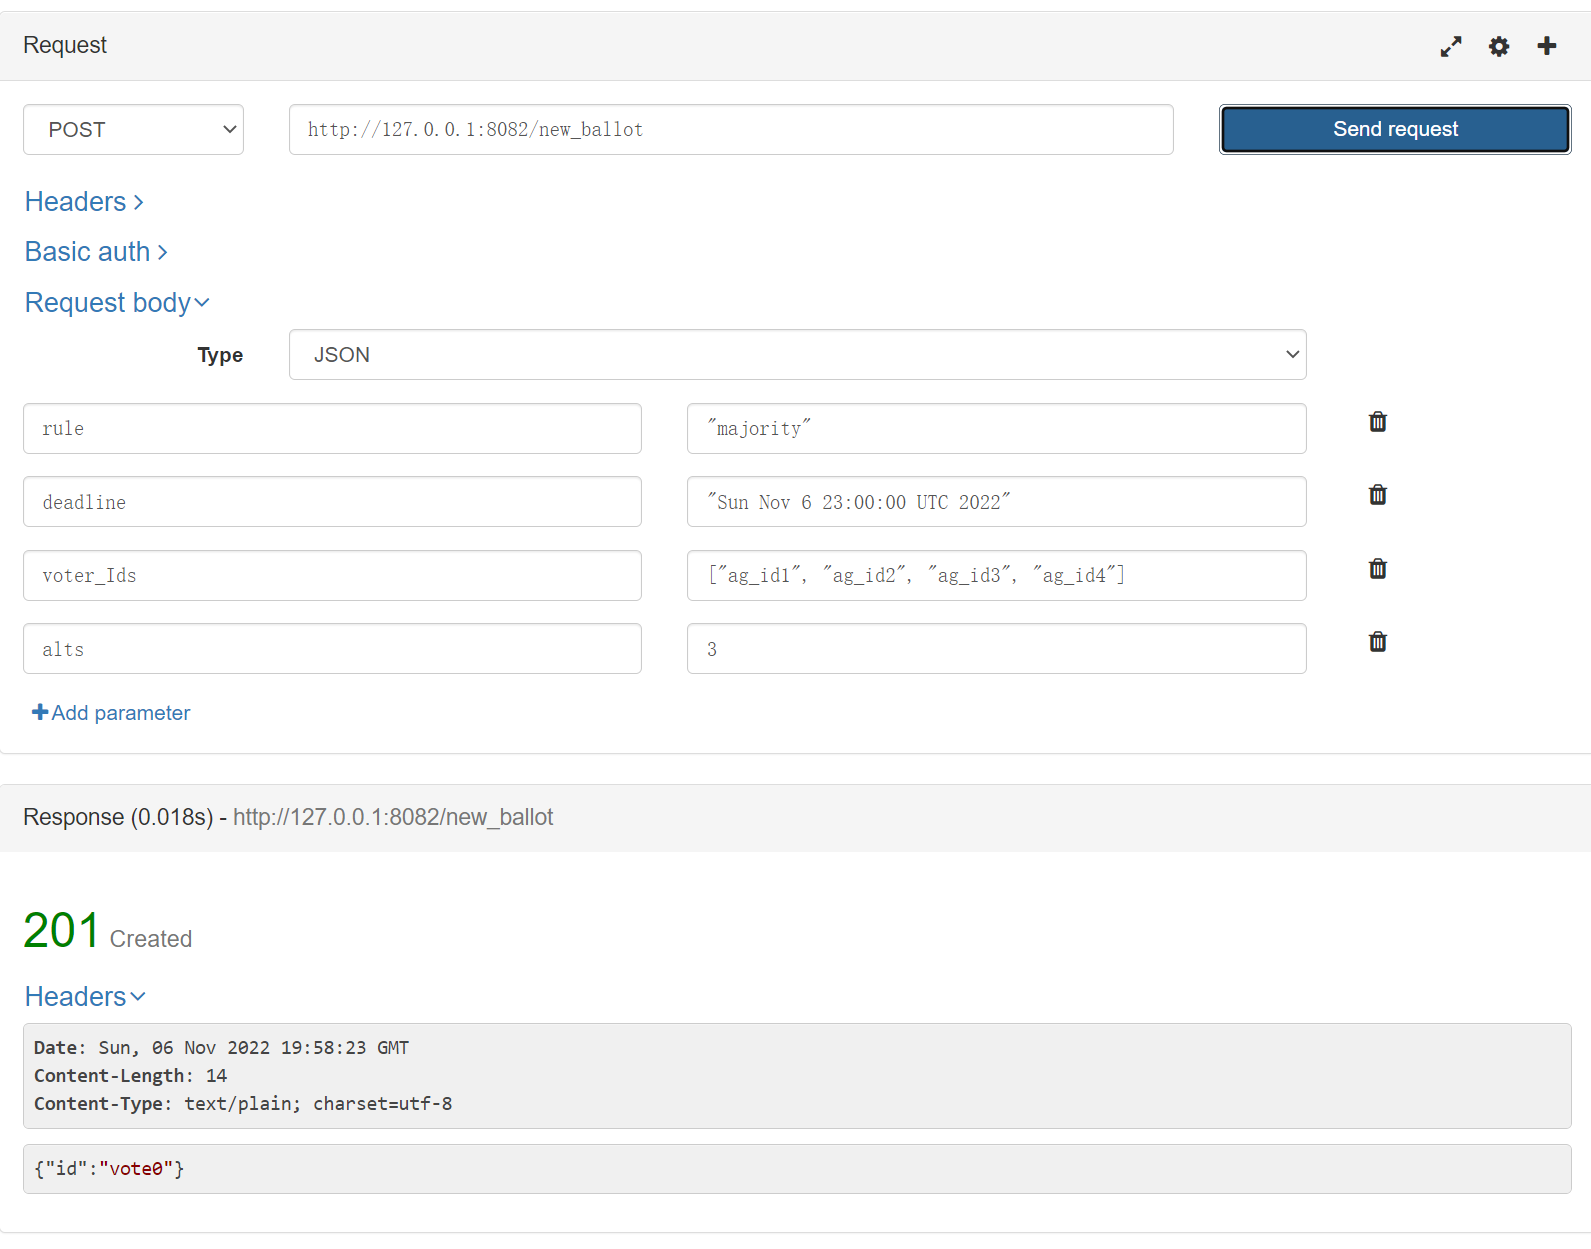 Request
POST
http://127.0.0.1:8082/new_ballot
Send request
Headers
Basic auth
Request body
Type
JSON
rule
"majority"
deadline
"Sun Nov 6 23:00:00 UTC 2022"
voter_Ids
["ag_id1", "ag_id2", "ag_id3", "ag_id4"]
alts
3
Add parameter
Response (0.018s) - http://127.0.0.1:8082/new_ballot
201 Created
Headers
Date: Sun, 06 Nov 2022 19:58:23 GMT
Content-Length: 14
Content-Type: text/plain; charset=utf-8
{"id":"vote0"}